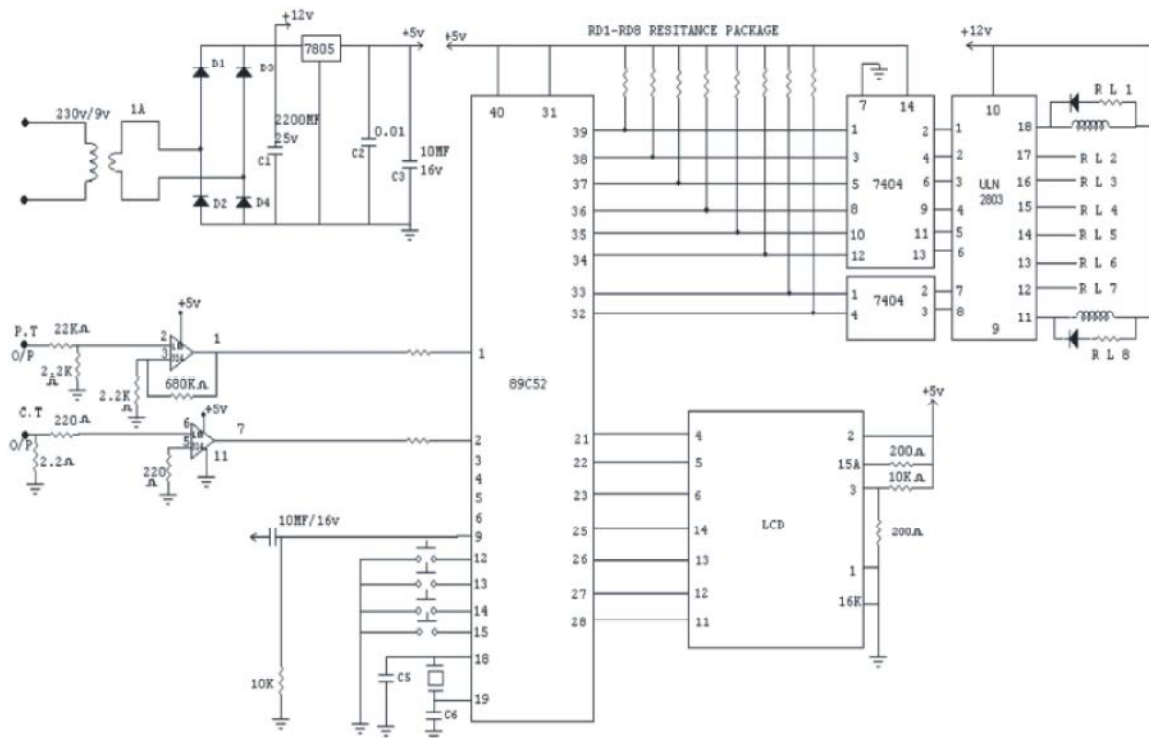 +12v
7805
+5v
D1
D3
230v/9v
1A
2200MF
25v
C1
0.01
C2
10MF
16v
C3
D2
D4
+5v
RD1-RD8 RESITANCE PACKAGE
+12v
40
31
7
14
10
39
38
37
36
35
34
33
32
1
3
5
8
10
12
7404
2
4
6
9
11
13
1
4
7404
2
3
1
2
3
4
5
6
7
8
ULN
2803
9
18
17
16
15
14
13
12
11
R L 1
R L 2
R L 3
R L 4
R L 5
R L 6
R L 7
R L 8
+5v
P.T
O/P
22KΩ
2.2K
Ω
2
3
1
2.2K
Ω
680KΩ
1
C.T
O/P
220Ω
2.2Ω
+5v
6
5
7
11
220
Ω
2
89C52
3
4
5
6
9
12
13
14
15
18
19
10MF/16v
10K
C5
C6
21
22
23
25
26
27
28
4
5
6
14
13
12
11
LCD
2
15A
3
1
16K
+5v
200Ω
10KΩ
200Ω